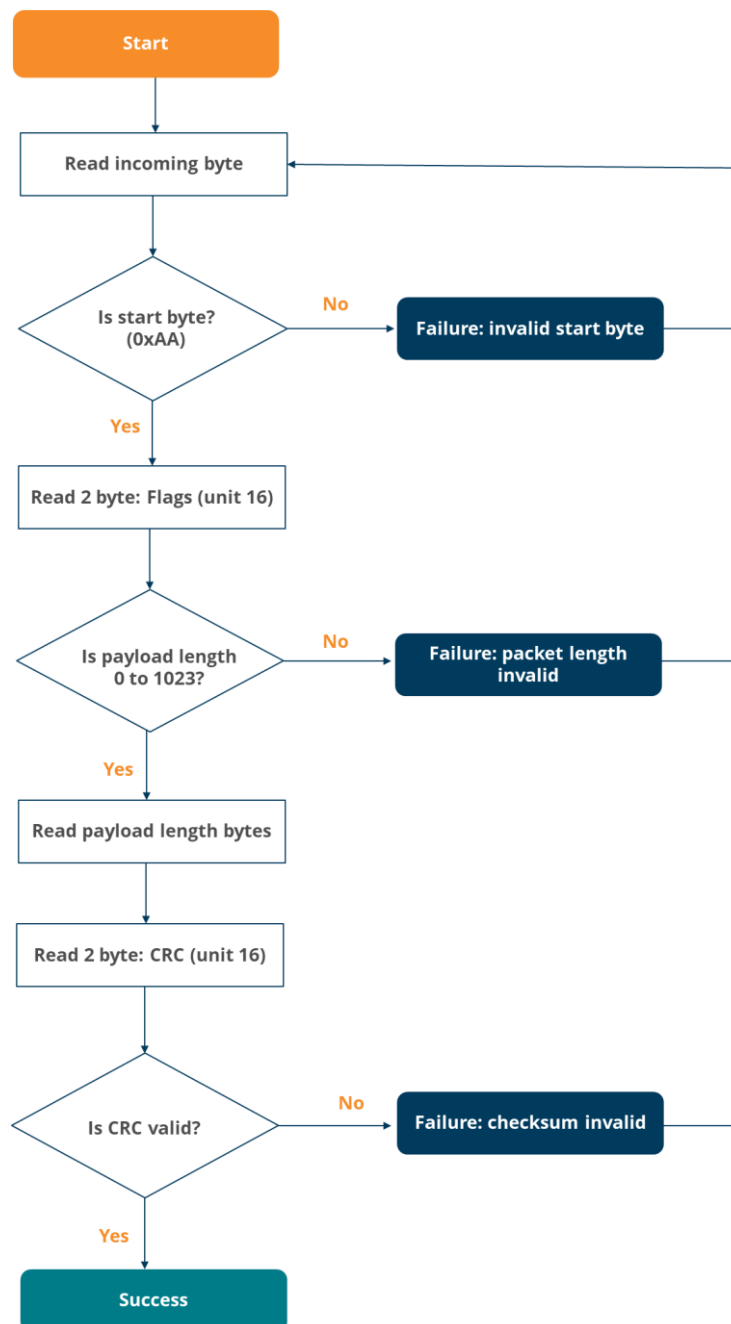 Start
Read incoming byte
Is start byte?
(0xAA)
No
Failure: invalid start byte
Yes
Read 2 byte: Flags (unit 16)
Is payload length
0 to 1023?
No
Failure: packet length
invalid
Yes
Read payload length bytes
Read 2 byte: CRC (unit 16)
Is CRC valid?
No
Failure: checksum invalid
Yes
Success